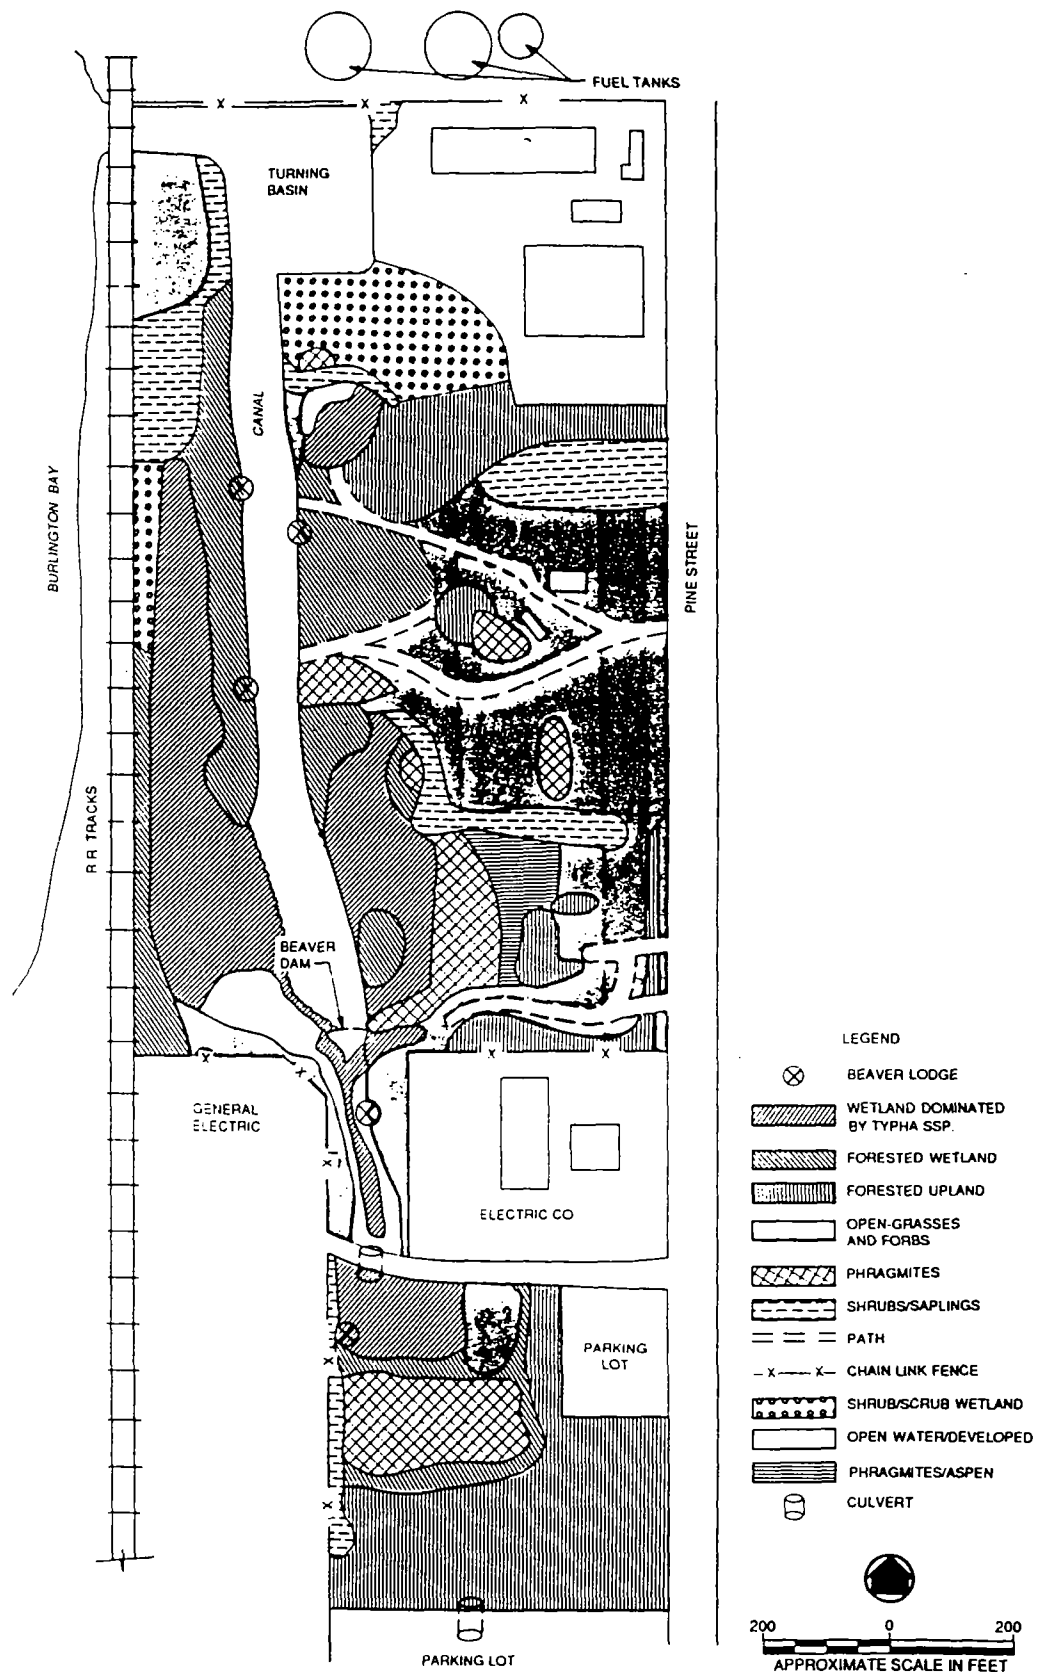 FUEL TANKS
x
x
x
TURNING
BASIN
CANAL
BURLINGTON BAY
PINE STREET
R R TRACKS
BEAVER
DAM
x
x
x
x
GENERAL
ELECTRIC
x
ELECTRIC CO
PARKING
LOT
x
x
PARKING LOT
LEGEND
BEAVER LODGE
WETLAND DOMINATED
BY TYPHA SSP.
FORESTED WETLAND
FORESTED UPLAND
OPEN-GRASSES
AND FORBS
PHRAGMITES
SHRUBS/SAPLINGS
PATH
x x CHAIN LINK FENCE
SHRUB/SCRUB WETLAND
OPEN WATER/DEVELOPED
PHRAGMITES/ASPEN
CULVERT
200 0 200
APPROXIMATE SCALE IN FEET